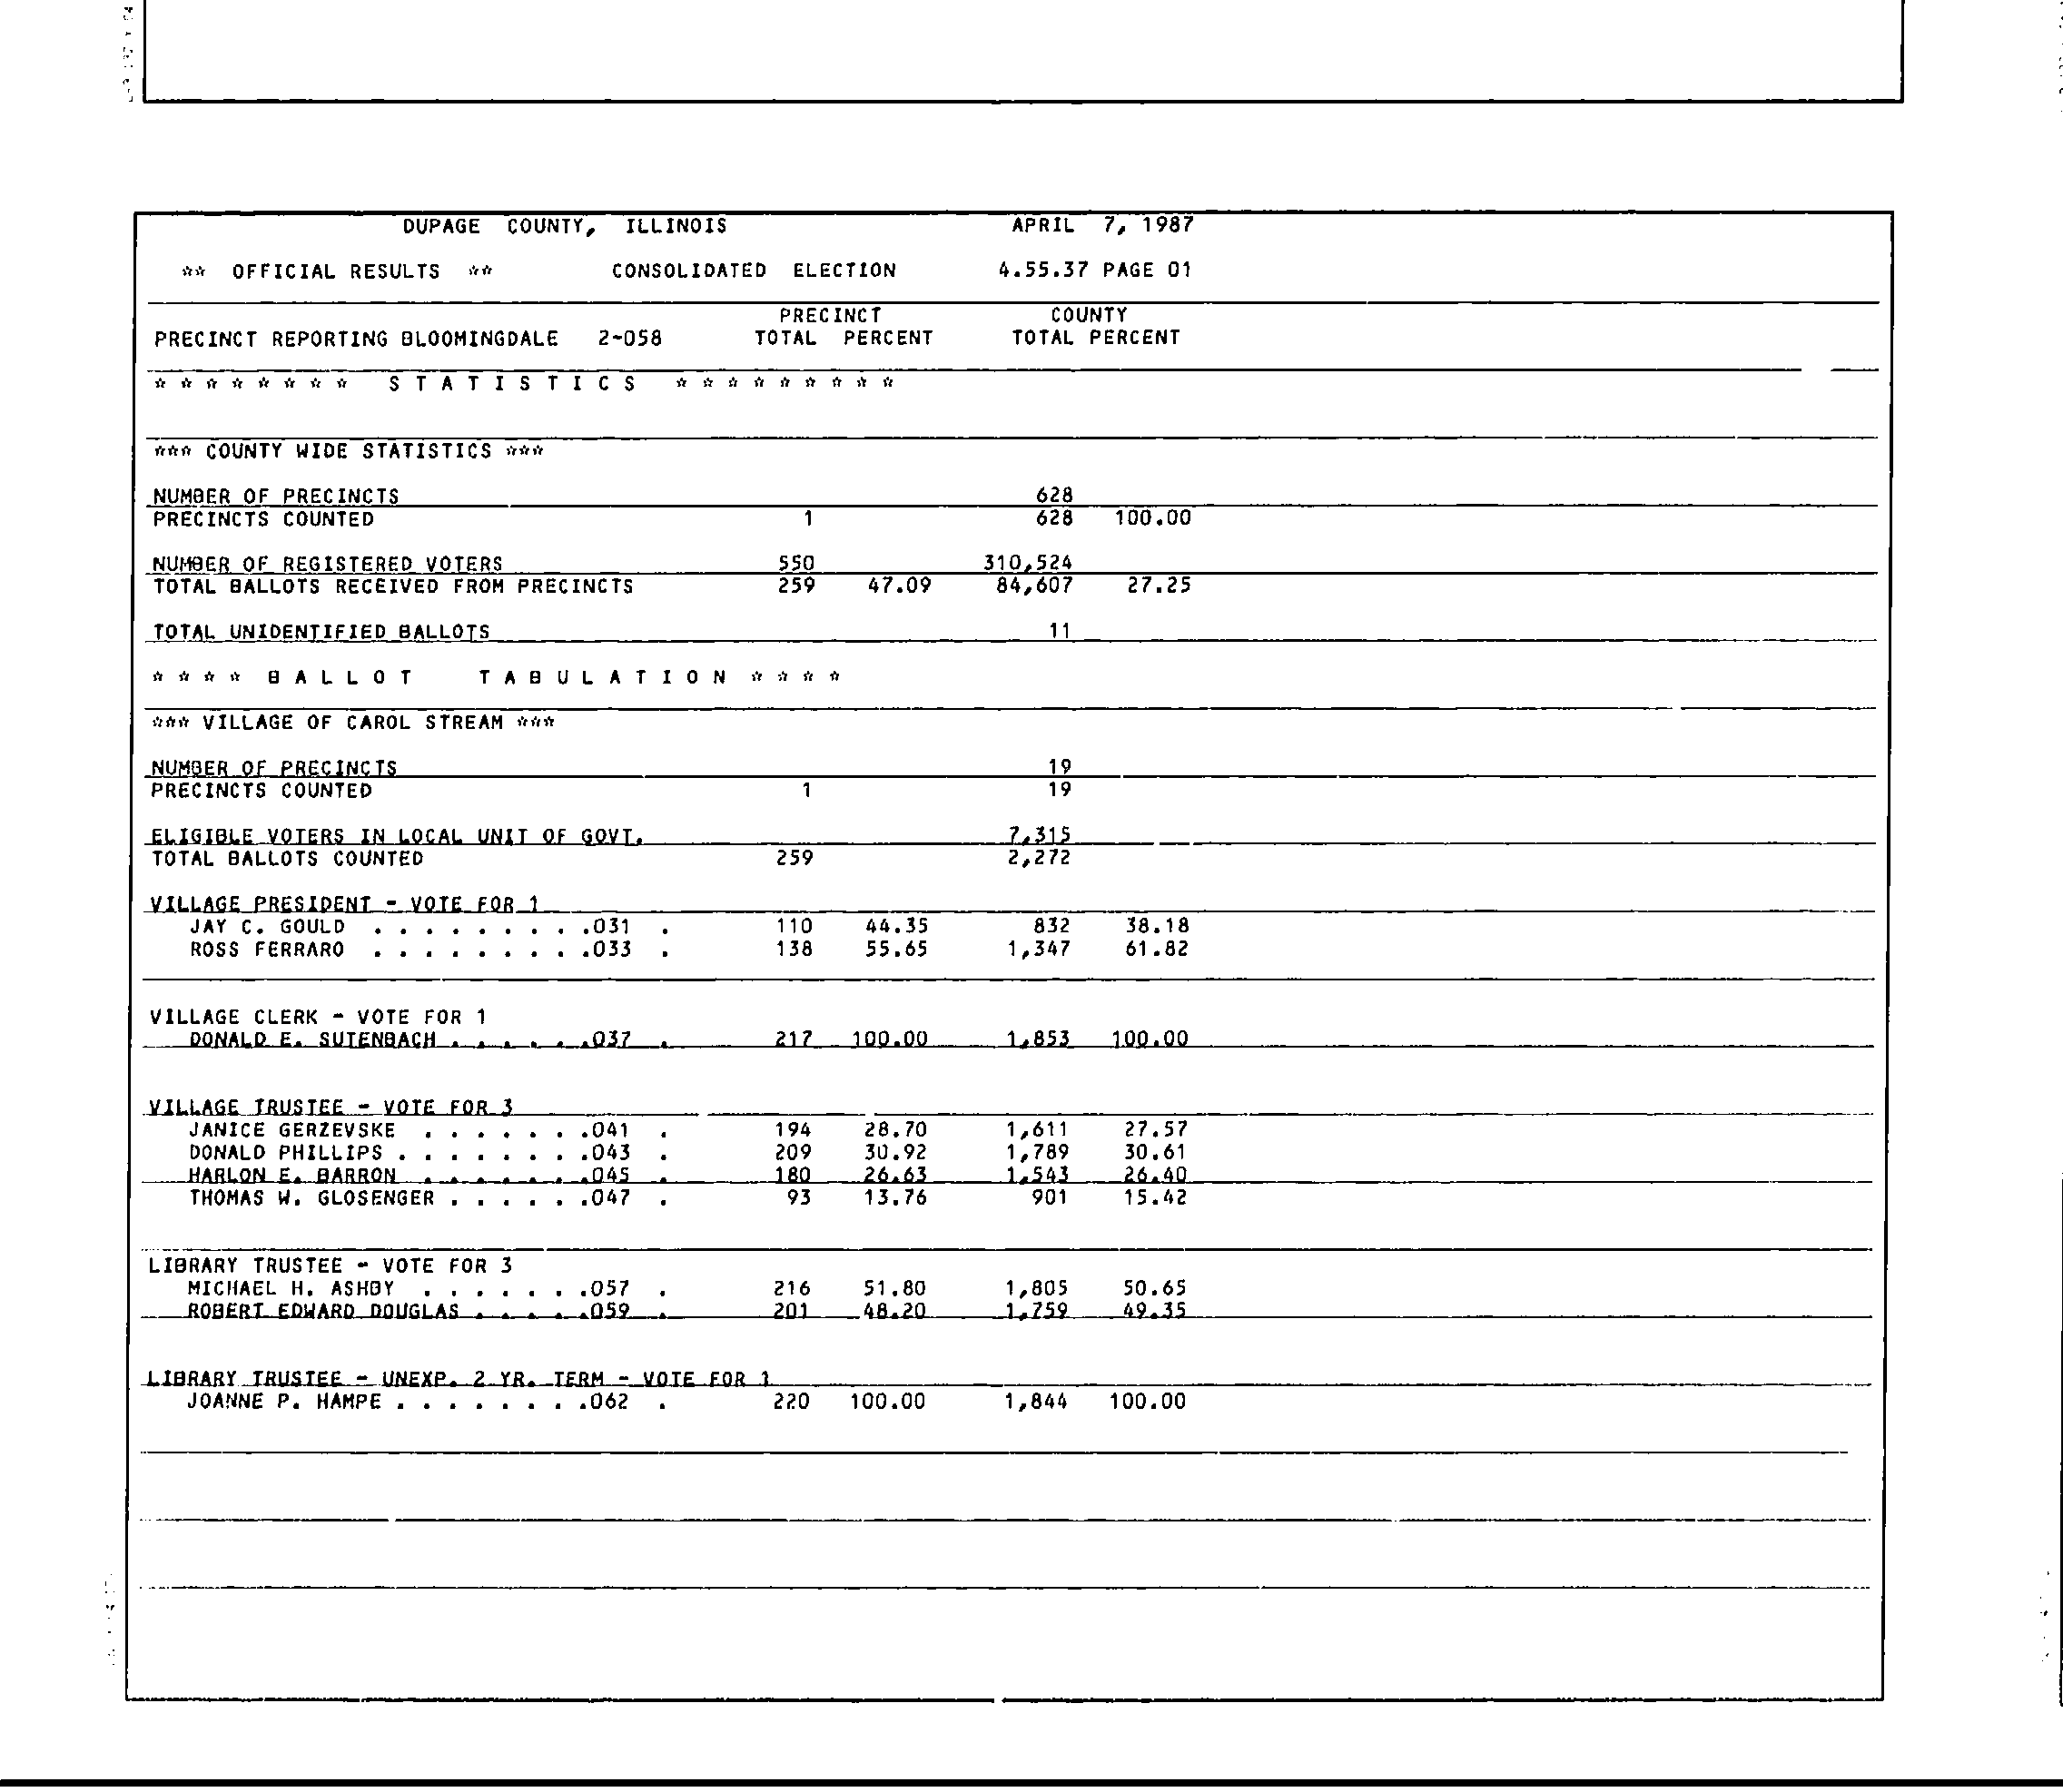 DUPAGE COUNTY, ILLINOIS APRIL 7, 1987
** OFFICIAL RESULTS ** CONSOLIDATED ELECTION 4.55.37 PAGE 01
PRECINCT COUNTY
PRECINCT REPORTING BLOOMINGDALE 2-058 TOTAL PERCENT TOTAL PERCENT
* * * * * * * * S T A T I S T I C S * * * * * * * * *
*** COUNTY WIDE STATISTICS ***
NUMBER OF PRECINCTS 628
PRECINCTS COUNTED 1 628 100.00
NUMBER OF REGISTERED VOTERS 550 310,524
TOTAL BALLOTS RECEIVED FROM PRECINCTS 259 47.09 84,607 27.25
TOTAL UNIDENTIFIED BALLOTS 11
* * * * B A L L O T T A B U L A T I O N * * * *
*** VILLAGE OF CAROL STREAM ***
NUMBER OF PRECINCTS 19
PRECINCTS COUNTED 1 19
ELIGIBLE VOTERS IN LOCAL UNIT OF GOVT. 7,315
TOTAL BALLOTS COUNTED 259 2,272
VILLAGE PRESIDENT - VOTE FOR 1
JAY C. GOULD . . . . . . . . .031 . 110 44.35 832 38.18
ROSS FERRARO . . . . . . . . .033 . 138 55.65 1,347 61.82
VILLAGE CLERK - VOTE FOR 1
DONALD E. SUTENBACH . . . . . .037 . 217 100.00 1,853 100.00
VILLAGE TRUSTEE - VOTE FOR 3
JANICE GERZEVSKE . . . . . . .041 . 194 28.70 1,611 27.57
DONALD PHILLIPS . . . . . . . .043 . 209 30.92 1,789 30.61
HARLON E. BARRON . . . . . . .045 . 180 26.63 1,543 26.40
THOMAS W. GLOSENGER . . . . . .047 . 93 13.76 901 15.42
LIBRARY TRUSTEE - VOTE FOR 3
MICHAEL H. ASHBY . . . . . . .057 . 216 51.80 1,805 50.65
ROBERT EDWARD DOUGLAS . . . . .059 . 201 48.20 1,759 49.35
LIBRARY TRUSTEE - UNEXP. 2 YR. TERM - VOTE FOR 1
JOANNE P. HAMPE . . . . . . . .062 . 220 100.00 1,844 100.00